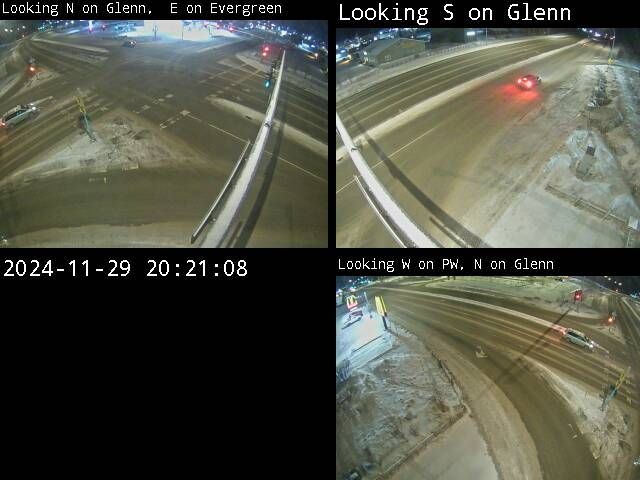 Looking N on Glenn,  E on Evergreen
Looking S on Glenn
2024-11-29 20:21:08
Looking W on PW, N on Glenn